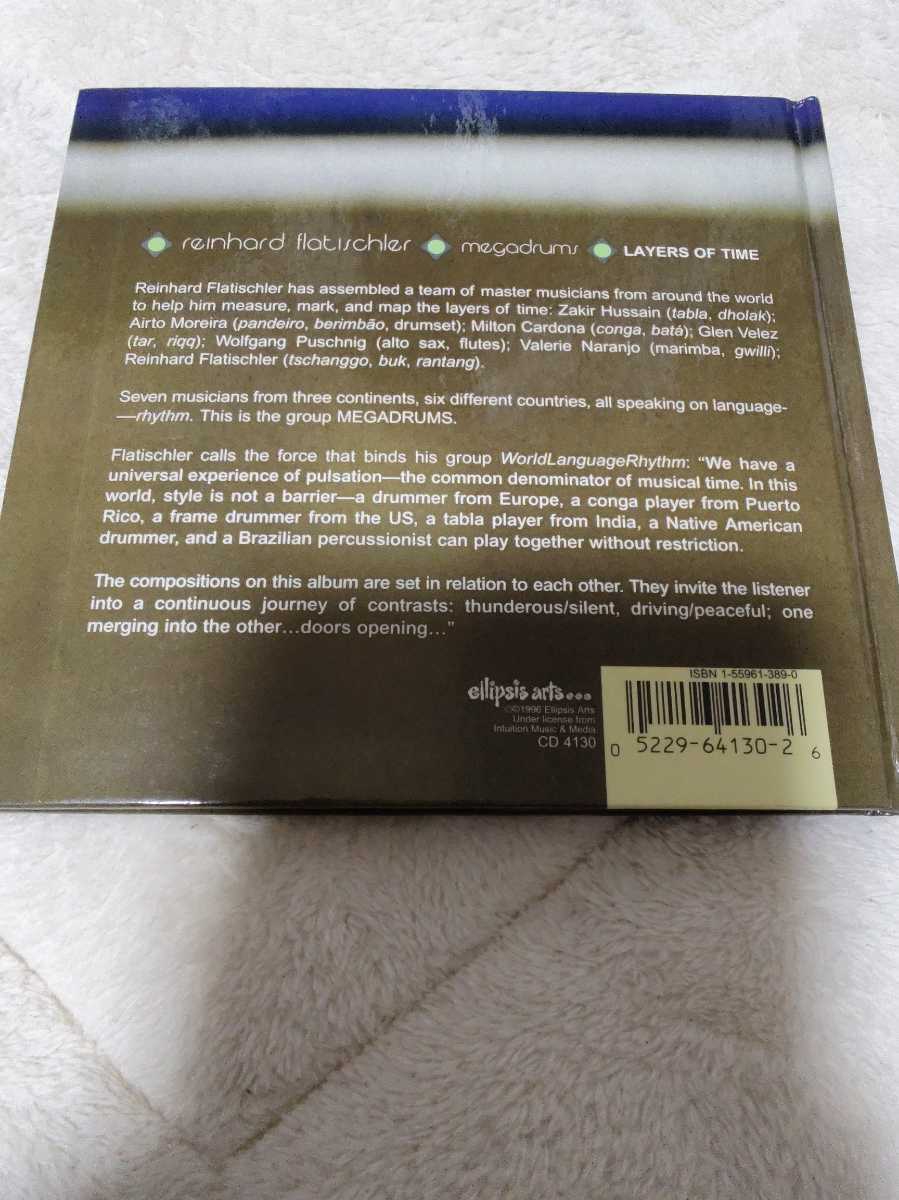 reinhard flatischler megadrums LAYERS OF TIME
Reinhard Flatischler has assembled a team of master musicians from around the world
to help him measure, mark, and map the layers of time: Zakir Hussain (tabla, dholak);
Airto Moreira (pandeiro, berimbão, drumset); Milton Cardona (conga, batá); Glen Velez
(tar, riqq); Wolfgang Puschnig (alto sax, flutes); Valerie Naranjo (marimba, gwilli);
Reinhard Flatischler (tschanggo, buk, rantang).
Seven musicians from three continents, six different countries, all speaking on language-
—rhythm. This is the group MEGADRUMS.
Flatischler calls the force that binds his group WorldLanguageRhythm: “We have a
universal experience of pulsation—the common denominator of musical time. In this
world, style is not a barrier—a drummer from Europe, a conga player from Puerto
Rico, a frame drummer from the US, a tabla player from India, a Native American
drummer, and a Brazilian percussionist can play together without restriction.
The compositions on this album are set in relation to each other. They invite the listener
into a continuous journey of contrasts: thunderous/silent, driving/peaceful; one
merging into the other...doors opening...”
ellipsis arts...
℗©1996 Ellipsis Arts
Under license from
Intuition Music & Media
CD 4130
ISBN 1-55961-389-0
0 5229-64130-2 6